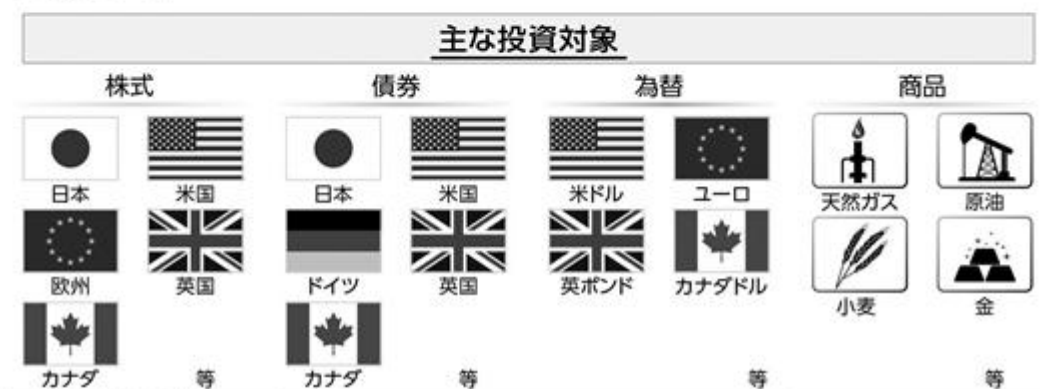 主な投資対象
株式 債券 為替 商品
日本 米国 日本 米国 米ドル ユーロ 天然ガス 原油
欧州 英国 ドイツ 英国 英ポンド カナダドル 小麦 金
カナダ 等 カナダ 等 等 等